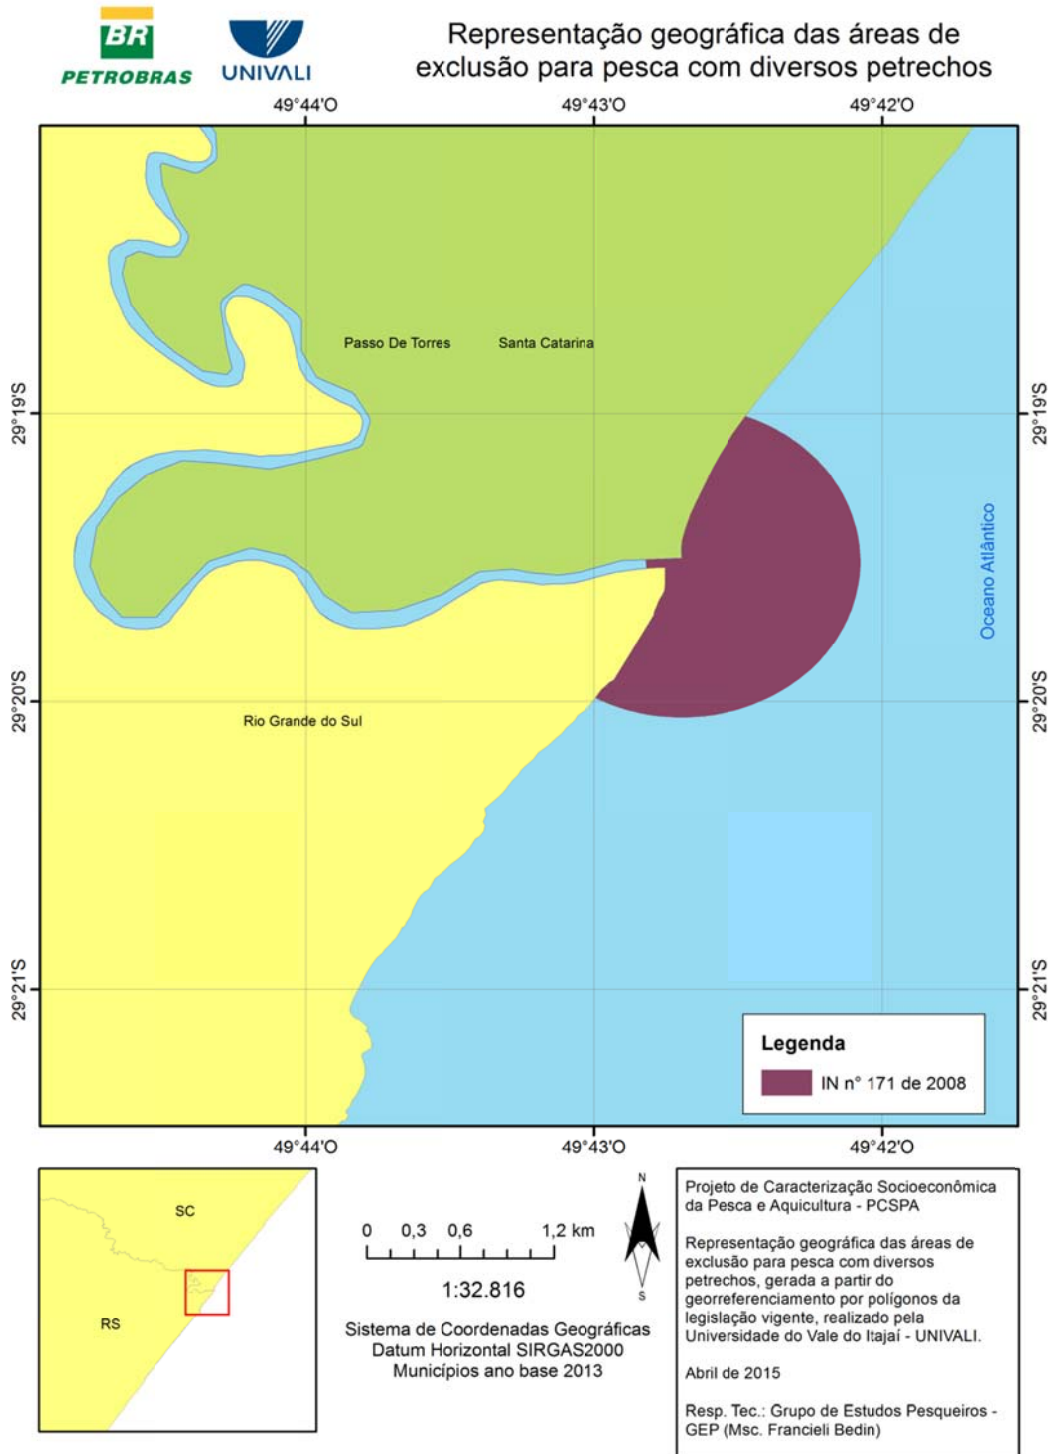 BR
PETROBRAS
UNIVALI
Representação geográfica das áreas de
exclusão para pesca com diversos petrechos
49°44'O
49°43'O
49°42'O
29°19'S
29°19'S
Passo De Torres
Santa Catarina
Oceano Atlântico
29°20'S
29°20'S
Rio Grande do Sul
29°21'S
29°21'S
Legenda
IN n° 171 de 2008
49°44'O
49°43'O
49°42'O
SC
RS
0 0,3 0,6 1,2 km
1:32.816
Sistema de Coordenadas Geográficas
Datum Horizontal SIRGAS2000
Municípios ano base 2013
N
S
Projeto de Caracterização Socioeconômica
da Pesca e Aquicultura - PCSPA
Representação geográfica das áreas de
exclusão para pesca com diversos
petrechos, gerada a partir do
georreferenciamento por polígonos da
legislação vigente, realizado pela
Universidade do Vale do Itajaí - UNIVALI.
Abril de 2015
Resp. Tec.: Grupo de Estudos Pesqueiros -
GEP (Msc. Francieli Bedin)